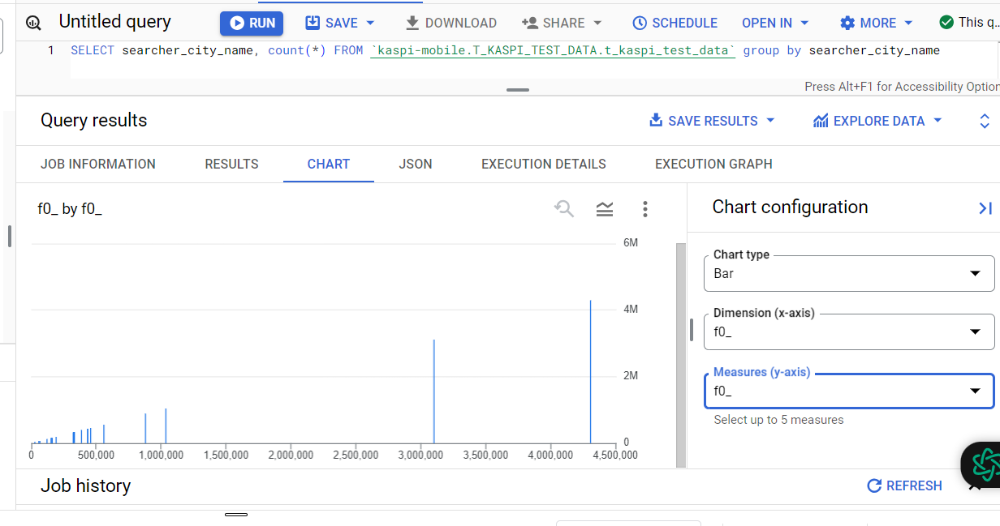 Untitled query RUN SAVE DOWNLOAD SHARE SCHEDULE OPEN IN MORE This q...
1 SELECT searcher_city_name, count(*) FROM `kaspi-mobile.T_KASPI_TEST_DATA.t_kaspi_test_data` group by searcher_city_name
Press Alt+F1 for Accessibility Option
Query results SAVE RESULTS EXPLORE DATA
JOB INFORMATION RESULTS CHART JSON EXECUTION DETAILS EXECUTION GRAPH
f0_ by f0_
6M
4M
2M
0
0 500,000 1,000,000 1,500,000 2,000,000 2,500,000 3,000,000 3,500,000 4,000,000 4,500,000
Chart configuration
Chart type
Bar
Dimension (x-axis)
f0_
Measures (y-axis)
f0_
Select up to 5 measures
Job history REFRESH